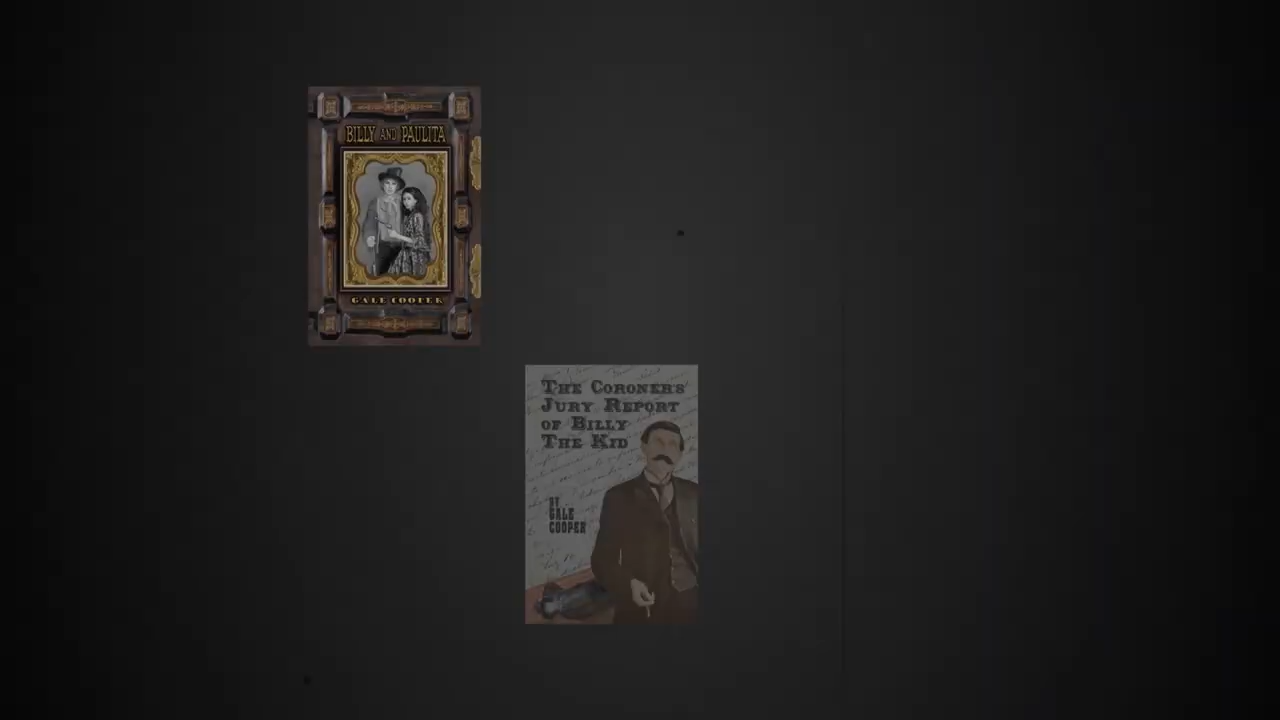 BILLY AND PAULITA
GALE COOPER
THE CORONER'S
JURY REPORT
OF BILLY
THE KID
BY
GALE
COOPER